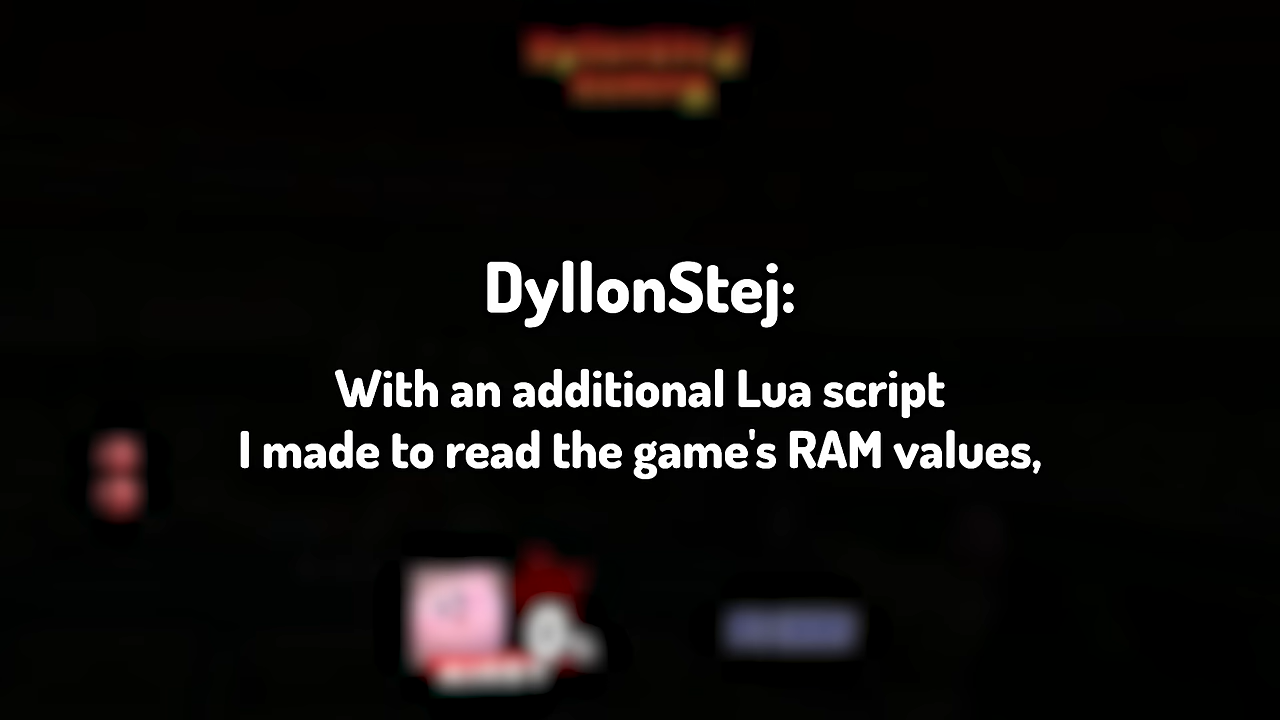 DyllonStej:
With an additional Lua script
I made to read the game's RAM values,